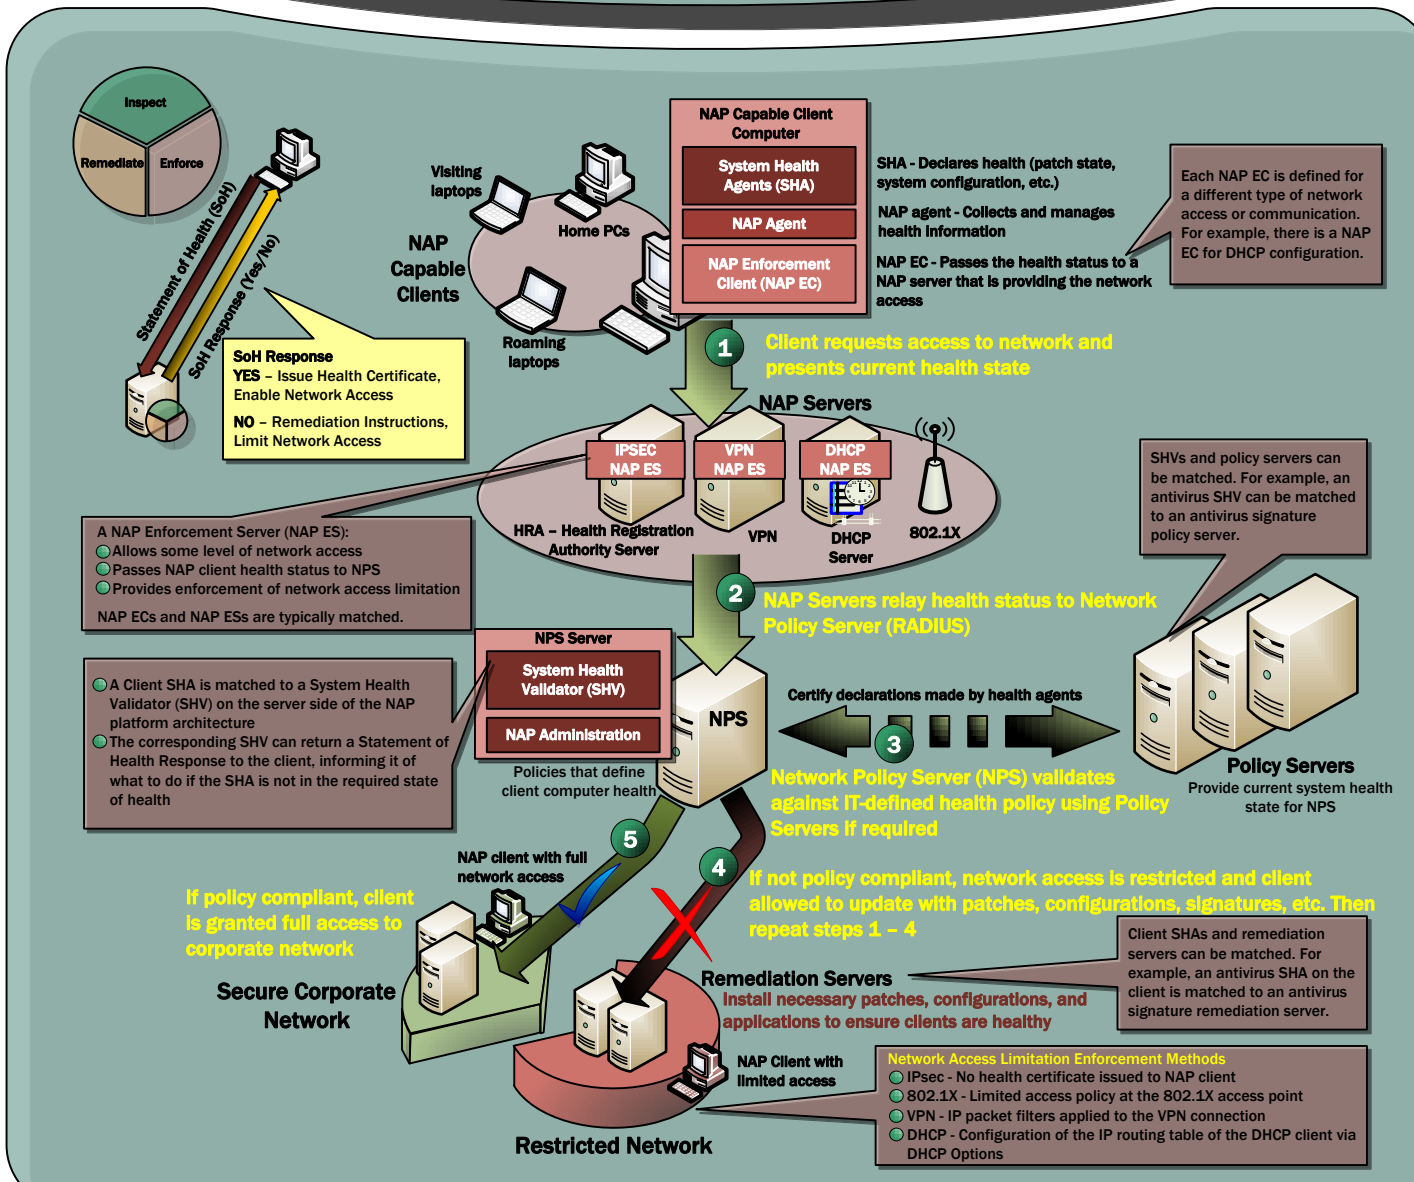 Inspect
Remediate
Enforce
Statement of Health (SoH)
SoH Response (Yes/No)
SoH Response
YES – Issue Health Certificate,
Enable Network Access
NO – Remediation Instructions,
Limit Network Access
Visiting
laptops
Home PCs
NAP
Capable
Clients
Roaming
laptops
NAP Capable Client
Computer
System Health
Agents (SHA)
NAP Agent
NAP Enforcement
Client (NAP EC)
SHA - Declares health (patch state,
system configuration, etc.)
NAP agent - Collects and manages
health Information
NAP EC - Passes the health status to a
NAP server that is providing the network
access
Each NAP EC is defined for
a different type of network
access or communication.
For example, there is a NAP
EC for DHCP configuration.
1
Client requests access to network and
presents current health state
NAP Servers
IPSEC
NAP ES
VPN
NAP ES
DHCP
NAP ES
HRA – Health Registration
Authority Server
VPN
DHCP
Server
802.1X
A NAP Enforcement Server (NAP ES):
Allows some level of network access
Passes NAP client health status to NPS
Provides enforcement of network access limitation
NAP ECs and NAP ESs are typically matched.
SHVs and policy servers can
be matched. For example, an
antivirus SHV can be matched
to an antivirus signature
policy server.
2
NAP Servers relay health status to Network
Policy Server (RADIUS)
NPS Server
System Health
Validator (SHV)
NAP Administration
Policies that define
client computer health
NPS
A Client SHA is matched to a System Health
Validator (SHV) on the server side of the NAP
platform architecture
The corresponding SHV can return a Statement of
Health Response to the client, informing it of
what to do if the SHA is not in the required state
of health
Certify declarations made by health agents
3
Network Policy Server (NPS) validates
against IT-defined health policy using Policy
Servers if required
Policy Servers
Provide current system health
state for NPS
5
NAP client with full
network access
If policy compliant, client
is granted full access to
corporate network
Secure Corporate
Network
4
If not policy compliant, network access is restricted and client
allowed to update with patches, configurations, signatures, etc. Then
repeat steps 1 – 4
Remediation Servers
Install necessary patches, configurations, and
applications to ensure clients are healthy
Client SHAs and remediation
servers can be matched. For
example, an antivirus SHA on the
client is matched to an antivirus
signature remediation server.
NAP Client with
limited access
Restricted Network
Network Access Limitation Enforcement Methods
IPsec - No health certificate issued to NAP client
802.1X - Limited access policy at the 802.1X access point
VPN - IP packet filters applied to the VPN connection
DHCP - Configuration of the IP routing table of the DHCP client via
DHCP Options